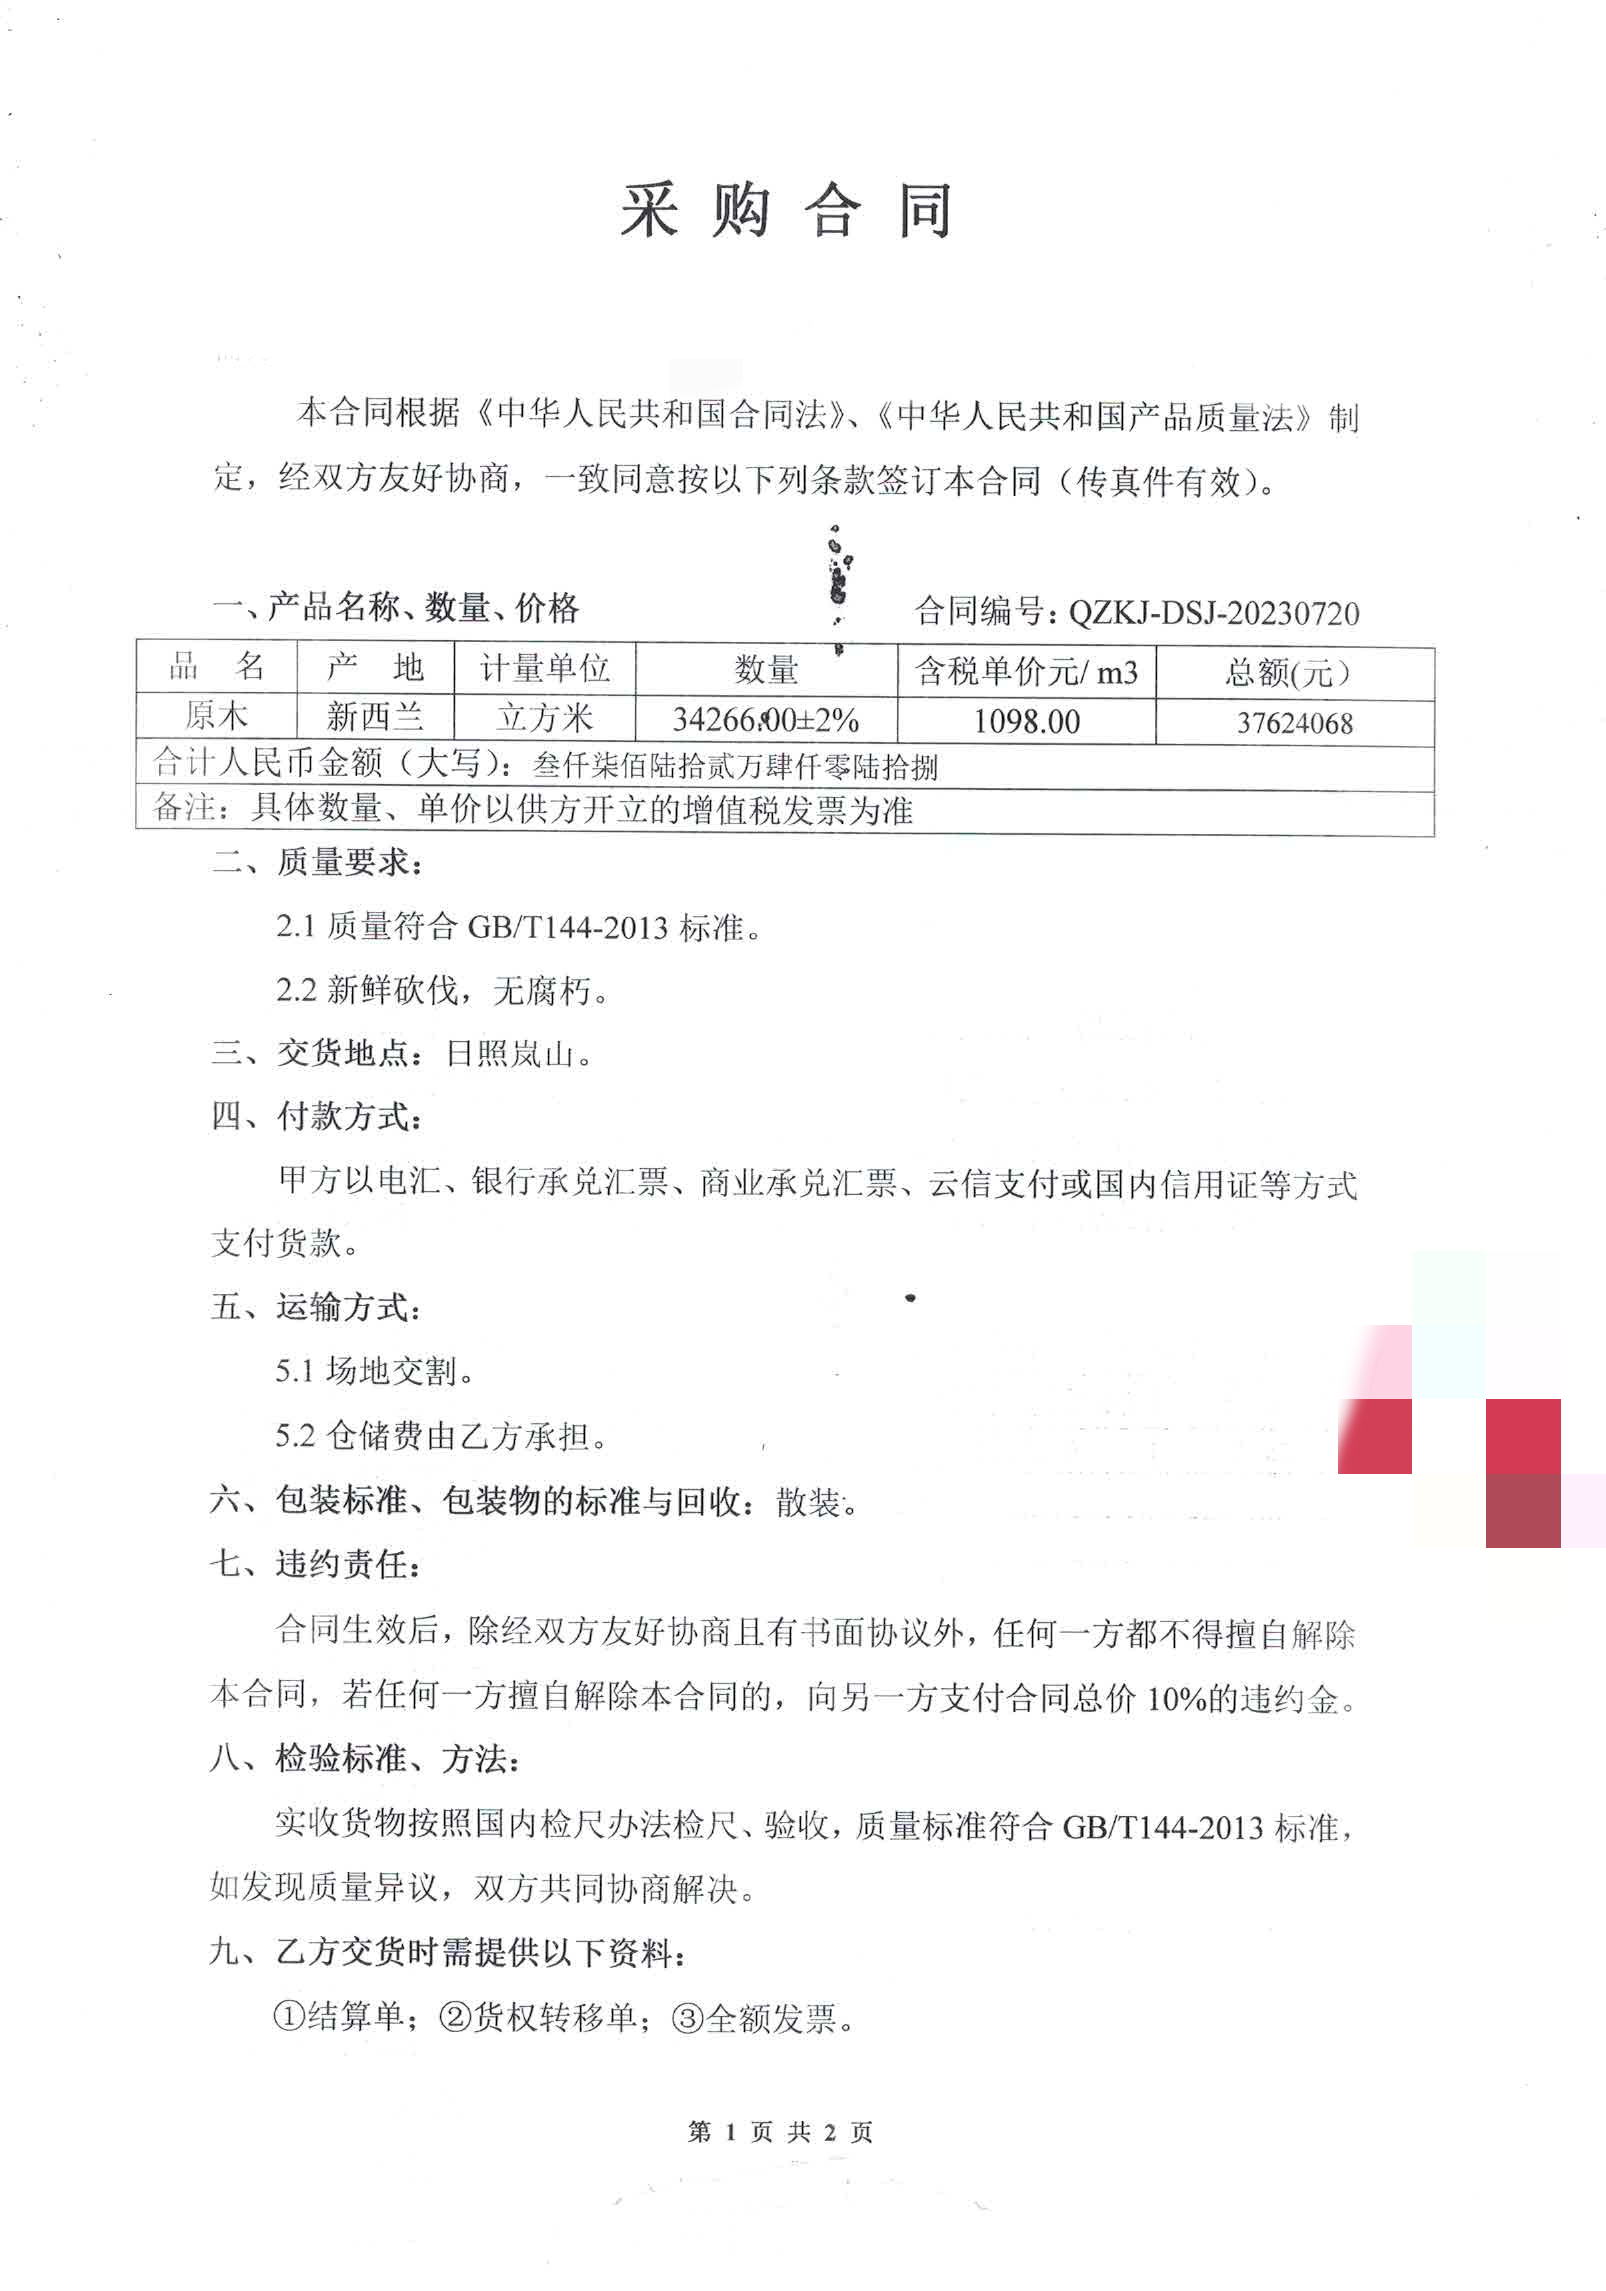 采购合同
本合同根据《中华人民共和国合同法》、《中华人民共和国产品质量法》制
定，经双方友好协商，一致同意按以下列条款签订本合同（传真件有效）。
一、产品名称、数量、价格 合同编号：QZKJ-DSJ-20230720
品 名 产 地 计量单位 数量 含税单价元/ m3 总额(元）
原木 新西兰 立方米 34266.00±2% 1098.00 37624068
合计人民币金额（大写）：叁仟柒佰陆拾贰万肆仟零陆拾捌
备注：具体数量、单价以供方开立的增值税发票为准
二、质量要求：
2.1 质量符合 GB/T144-2013 标准。
2.2 新鲜砍伐，无腐朽。
三、交货地点：日照岚山。
四、付款方式：
甲方以电汇、银行承兑汇票、商业承兑汇票、云信支付或国内信用证等方式
支付货款。
五、运输方式：
5.1 场地交割。
5.2 仓储费由乙方承担。
六、包装标准、包装物的标准与回收：散装。
七、违约责任：
合同生效后，除经双方友好协商且有书面协议外，任何一方都不得擅自解除
本合同，若任何一方擅自解除本合同的，向另一方支付合同总价 10%的违约金。
八、检验标准、方法：
实收货物按照国内检尺办法检尺、验收，质量标准符合 GB/T144-2013 标准，
如发现质量异议，双方共同协商解决。
九、乙方交货时需提供以下资料：
①结算单；②货权转移单；③全额发票。
第 1 页 共 2 页